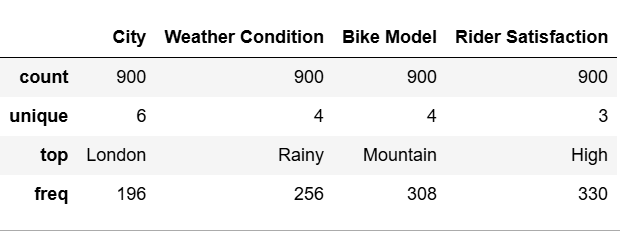 City Weather Condition Bike Model Rider Satisfaction
count 900 900 900 900
unique 6 4 4 3
top London Rainy Mountain High
freq 196 256 308 330